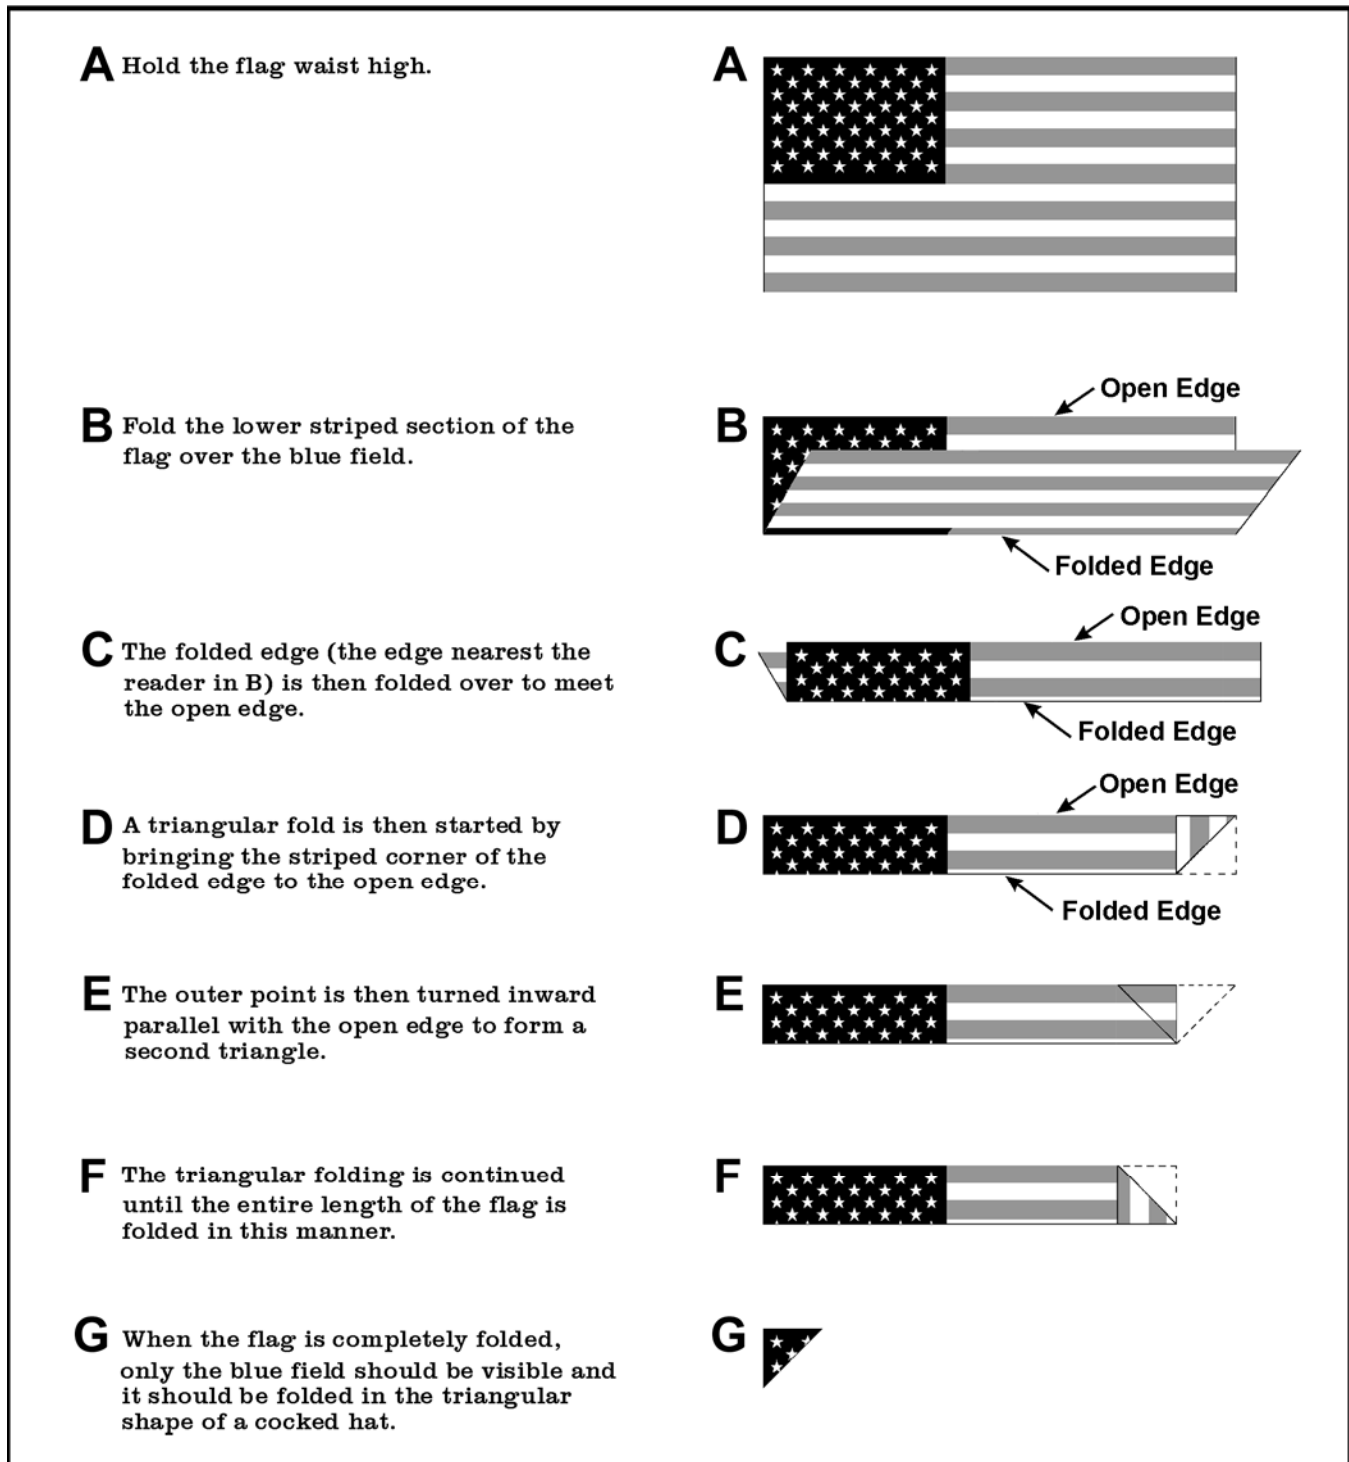 A Hold the flag waist high.
A
B Fold the lower striped section of the
flag over the blue field.
B
Open Edge
Folded Edge
C The folded edge (the edge nearest the
reader in B) is then folded over to meet
the open edge.
C
Open Edge
Folded Edge
D A triangular fold is then started by
bringing the striped corner of the
folded edge to the open edge.
D
Open Edge
Folded Edge
E The outer point is then turned inward
parallel with the open edge to form a
second triangle.
E
F The triangular folding is continued
until the entire length of the flag is
folded in this manner.
F
G When the flag is completely folded,
only the blue field should be visible and
it should be folded in the triangular
shape of a cocked hat.
G